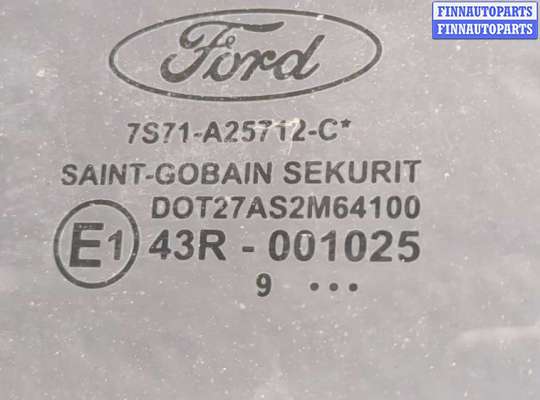 FINNAUTOPARTS
FINNAUTOPARTS
Ford
7S71-A25712-C*
SAINT-GOBAIN SEKURIT
DOT27AS2M64100
E1 43R - 001025
9 •••